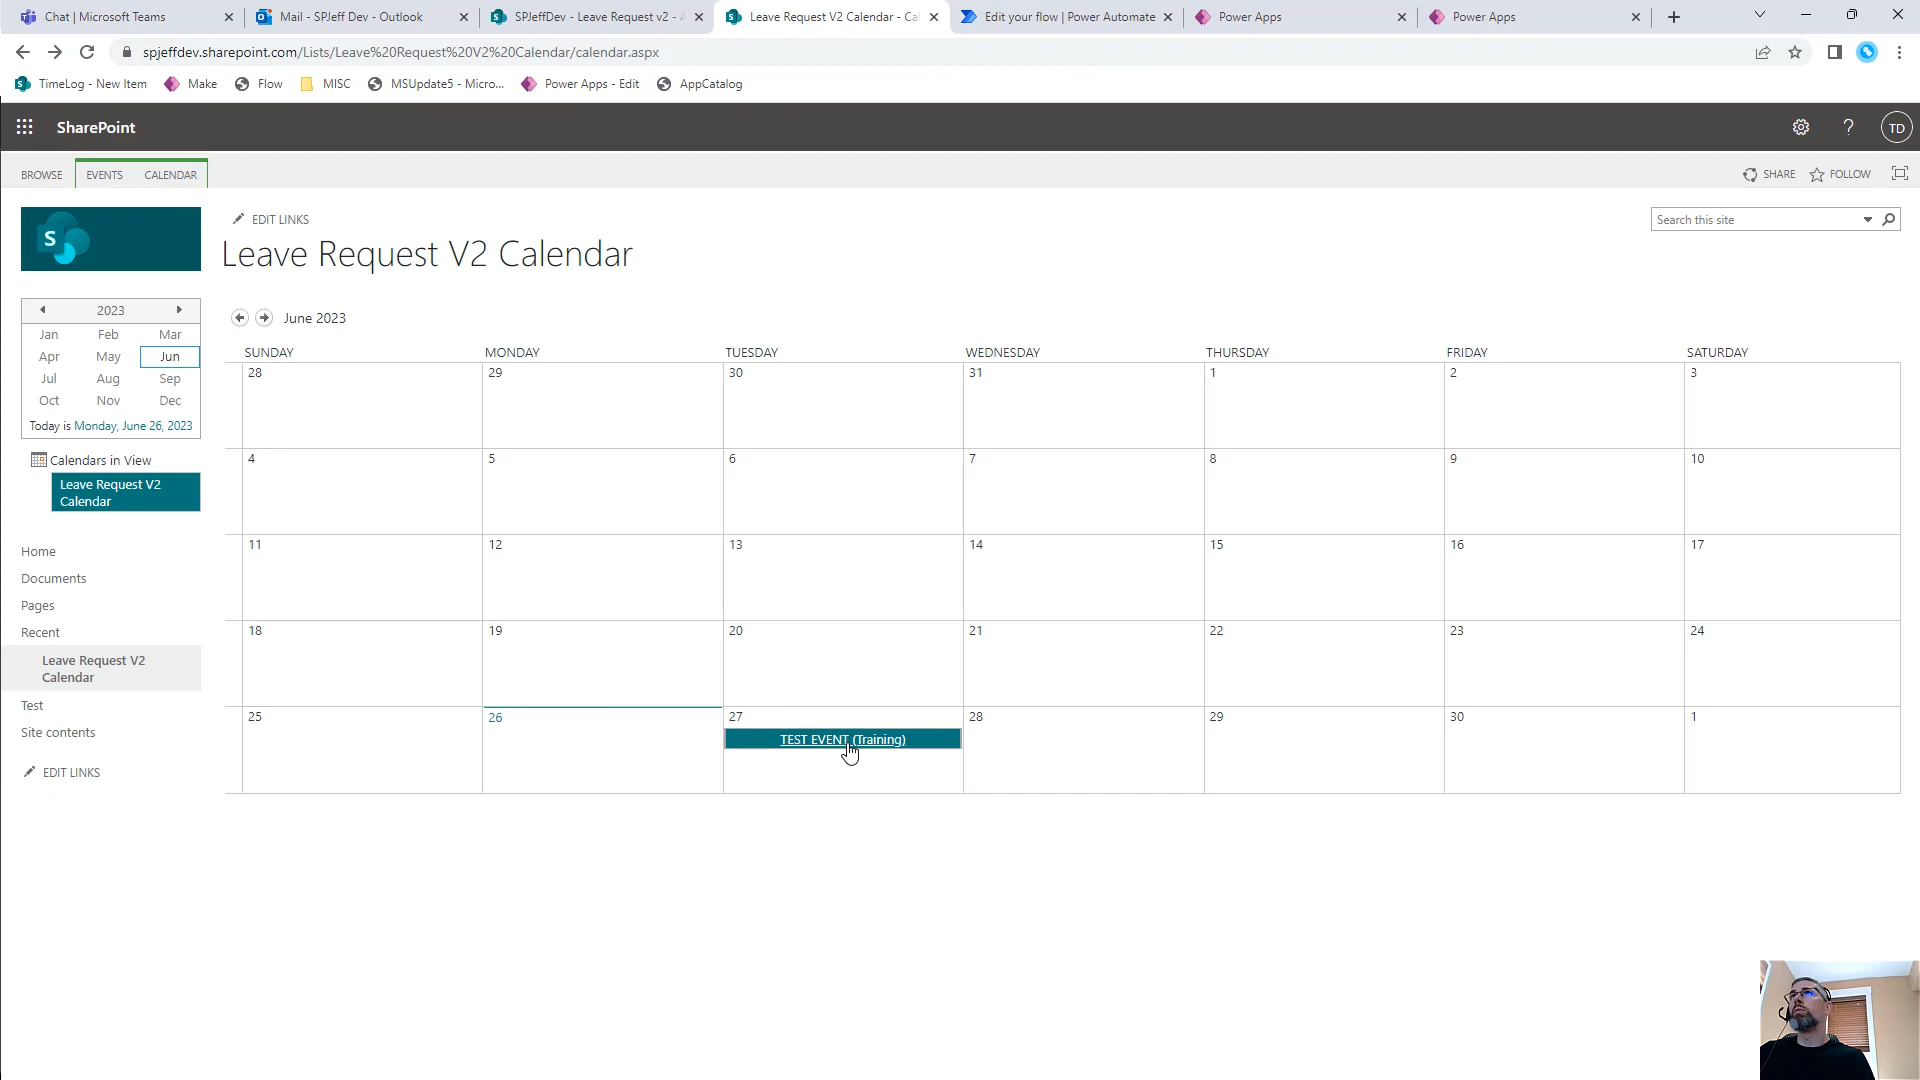 Chat | Microsoft Teams
Mail - SPJeff Dev - Outlook
SPJeffDev - Leave Request v2 - A
Leave Request V2 Calendar - Cal
Edit your flow | Power Automate
Power Apps
Power Apps
spjeffdev.sharepoint.com/Lists/Leave%20Request%20V2%20Calendar/calendar.aspx
TimeLog - New Item
Make
Flow
MISC
MSUpdate5 - Micro...
Power Apps - Edit
AppCatalog
SharePoint
?
TD
BROWSE
EVENTS
CALENDAR
SHARE
FOLLOW
S
EDIT LINKS
Search this site
Leave Request V2 Calendar
2023
Jan Feb Mar
Apr May Jun
Jul Aug Sep
Oct Nov Dec
Today is Monday, June 26, 2023
Calendars in View
Leave Request V2
Calendar
Home
Documents
Pages
Recent
Leave Request V2
Calendar
Test
Site contents
EDIT LINKS
June 2023
SUNDAY MONDAY TUESDAY WEDNESDAY THURSDAY FRIDAY SATURDAY
28 29 30 31 1 2 3
4 5 6 7 8 9 10
11 12 13 14 15 16 17
18 19 20 21 22 23 24
25 26 27 28 29 30 1
TEST EVENT (Training)